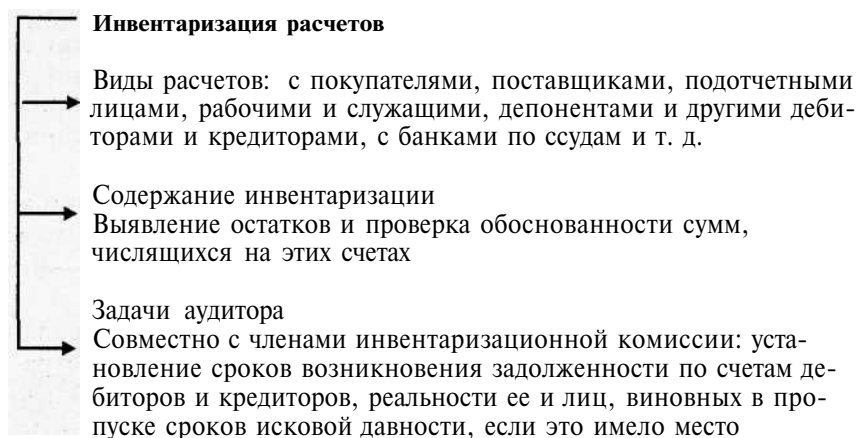 Инвентаризация расчетов
Виды расчетов: с покупателями, поставщиками, подотчетными
лицами, рабочими и служащими, депонентами и другими деби-
торами и кредиторами, с банками по ссудам и т. д.
Содержание инвентаризации
Выявление остатков и проверка обоснованности сумм,
числящихся на этих счетах
Задачи аудитора
Совместно с членами инвентаризационной комиссии: уста-
новление сроков возникновения задолженности по счетам де-
биторов и кредиторов, реальности ее и лиц, виновных в про-
пуске сроков исковой давности, если это имело место